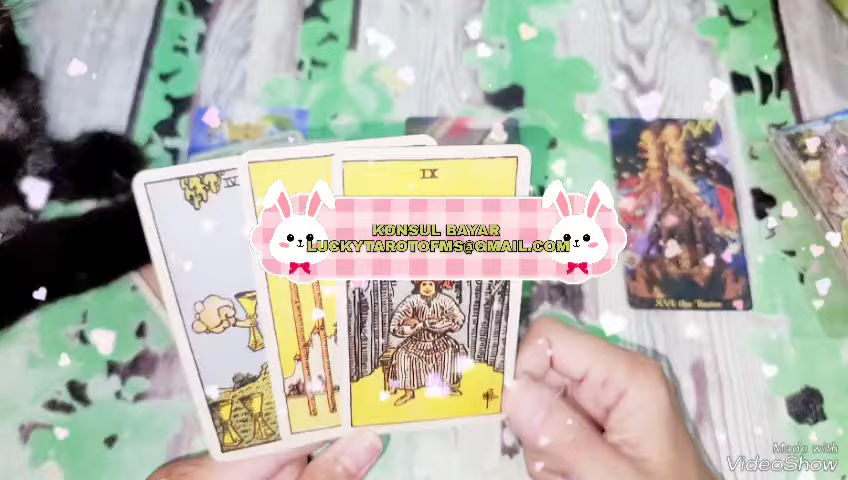 IV
IX
KONSUL BAYAR
LUCKYTAROTOFMS@GMAIL.COM
XVI the Tower
Made with
VideoShow